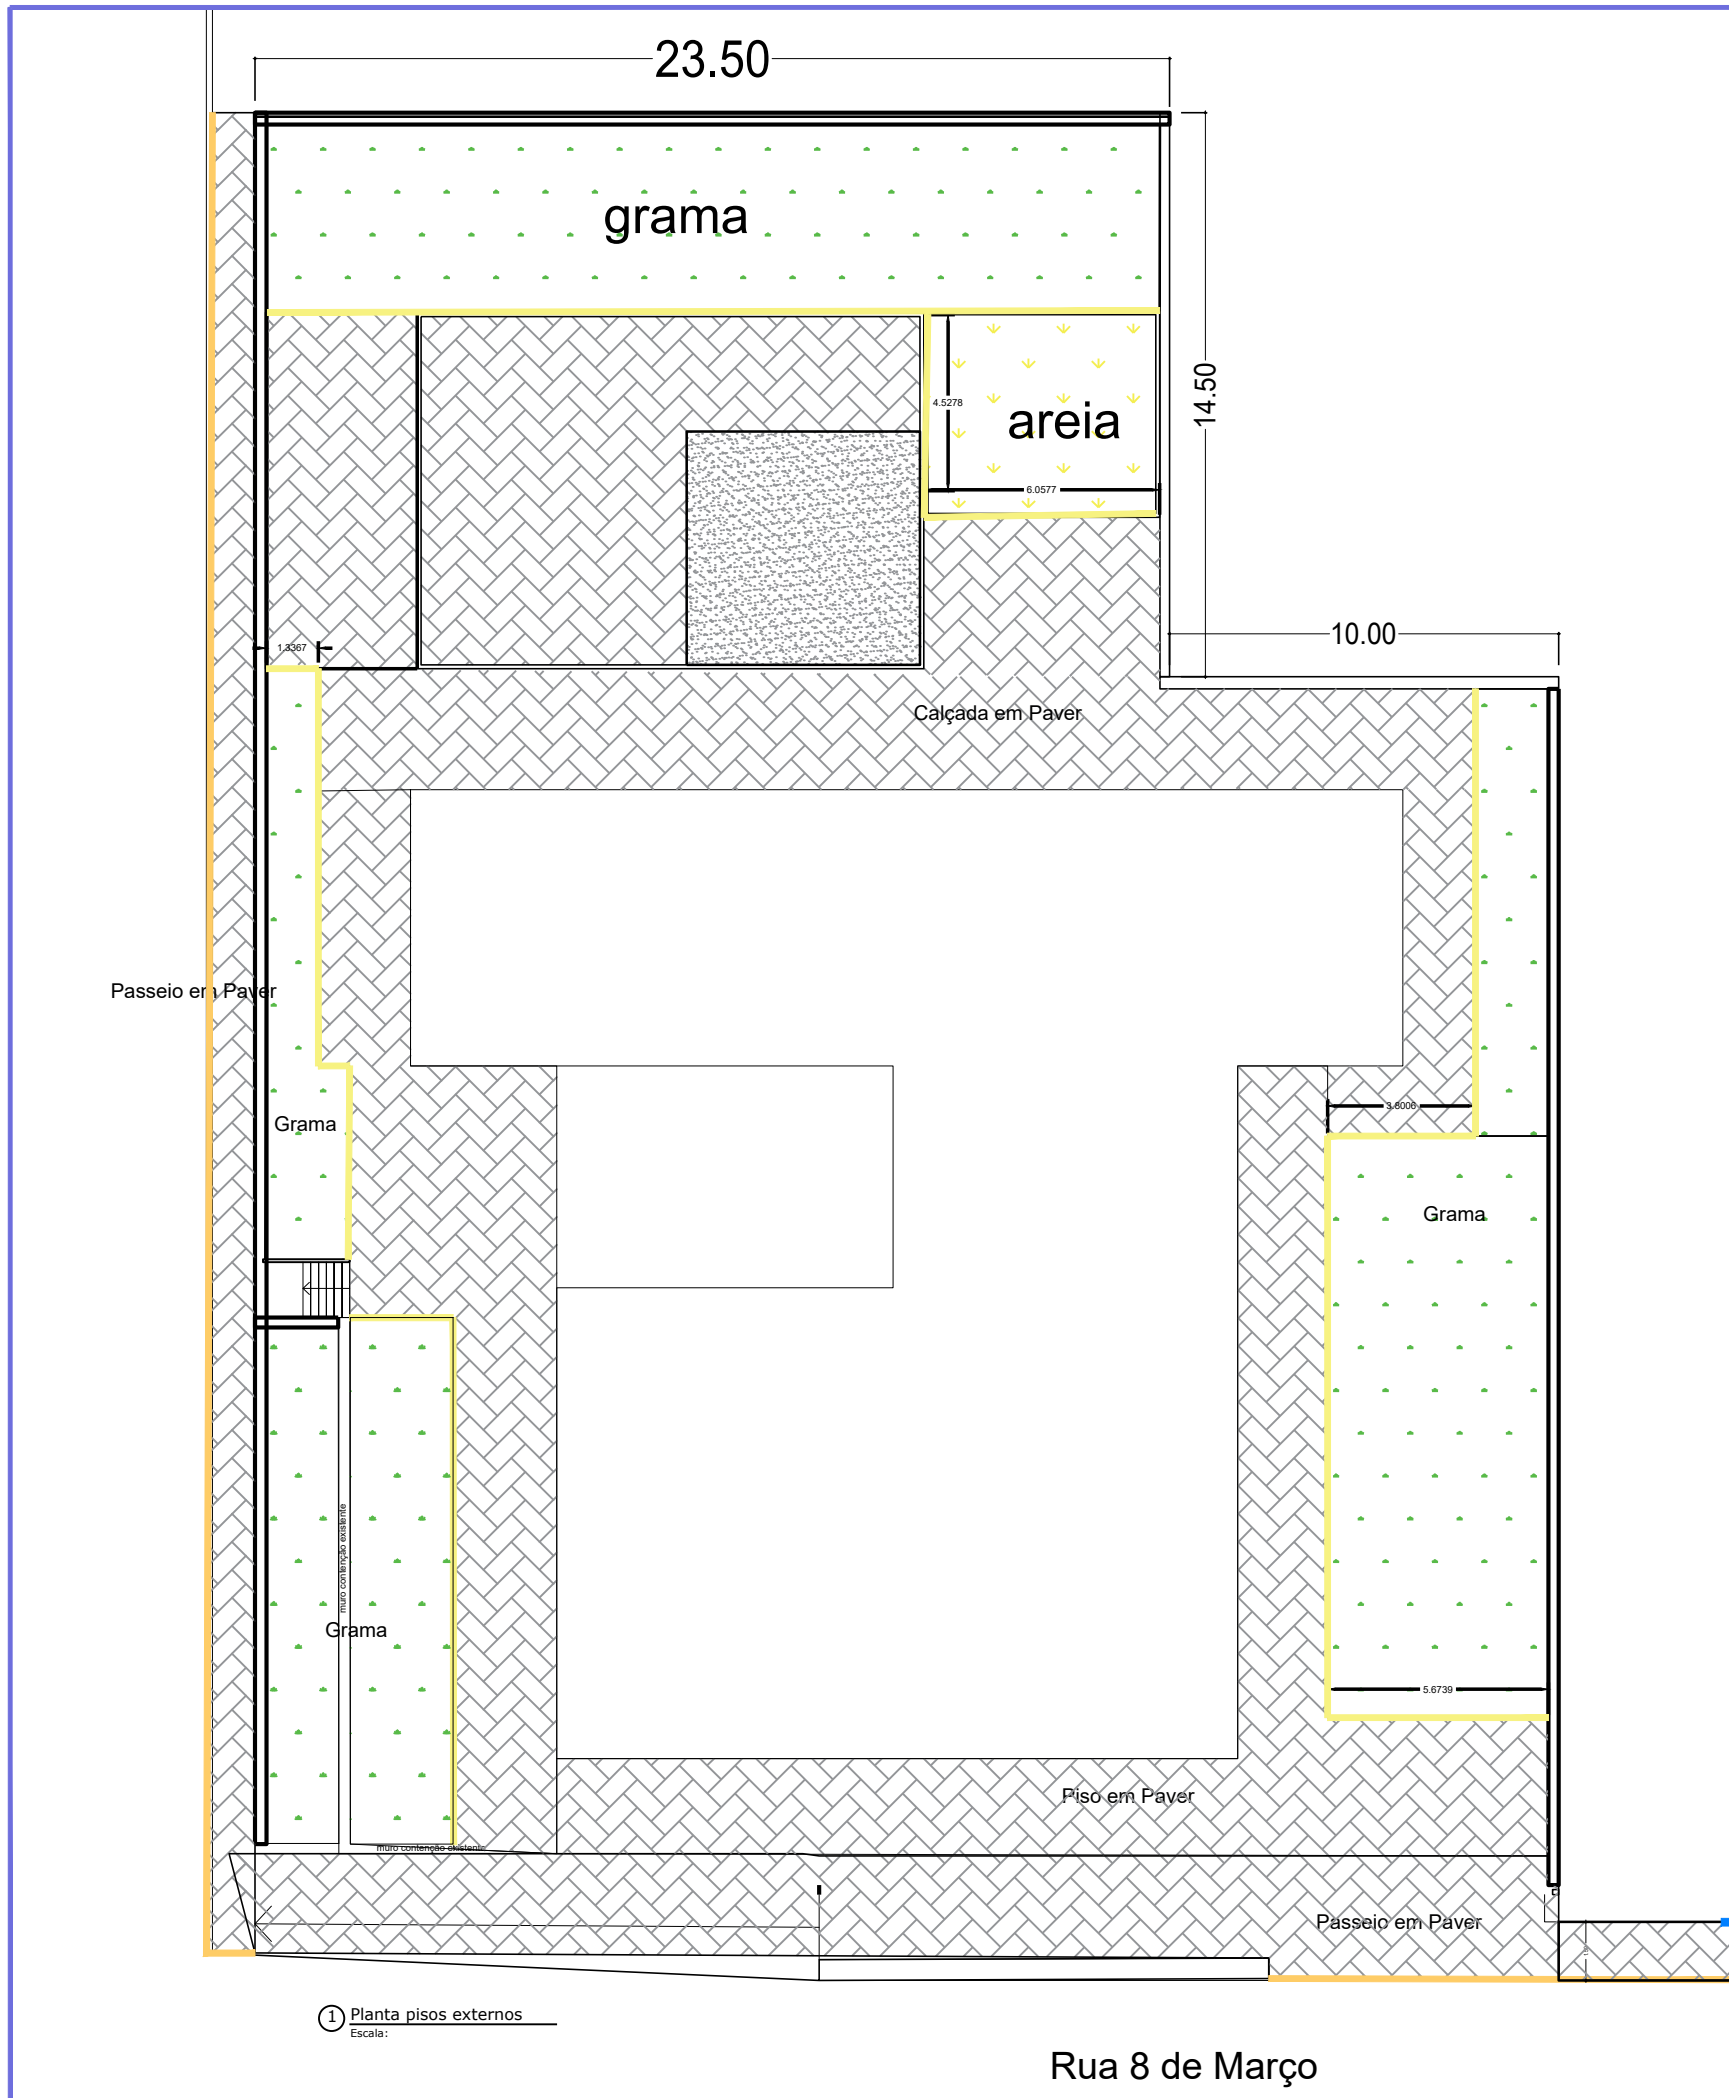 23.50
grama
14.50
4.5278
areia
6.0577
10.00
1.3367
Calçada em Paver
Passeio em Paver
3.8006
Grama
Grama
muro contenção existente
Grama
5.6739
Piso em Paver
muro contenção existente
Passeio em Paver
1 Planta pisos externos
Escala:
Rua 8 de Março